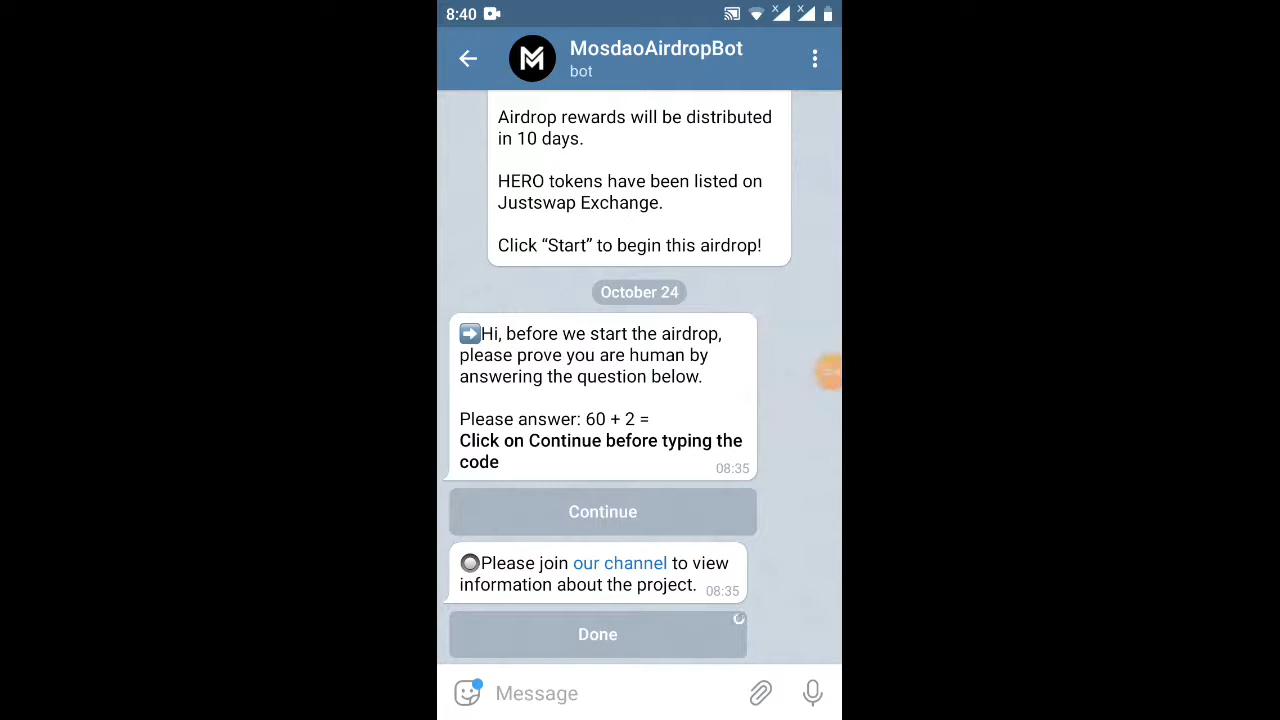 8:40
MosdaoAirdropBot
bot
Airdrop rewards will be distributed
in 10 days.
HERO tokens have been listed on
Justswap Exchange.
Click “Start” to begin this airdrop!
October 24
➡️Hi, before we start the airdrop,
please prove you are human by
answering the question below.
Please answer: 60 + 2 =
Click on Continue before typing the
code
08:35
Continue
🔘Please join our channel to view
information about the project.
08:35
Done
Message